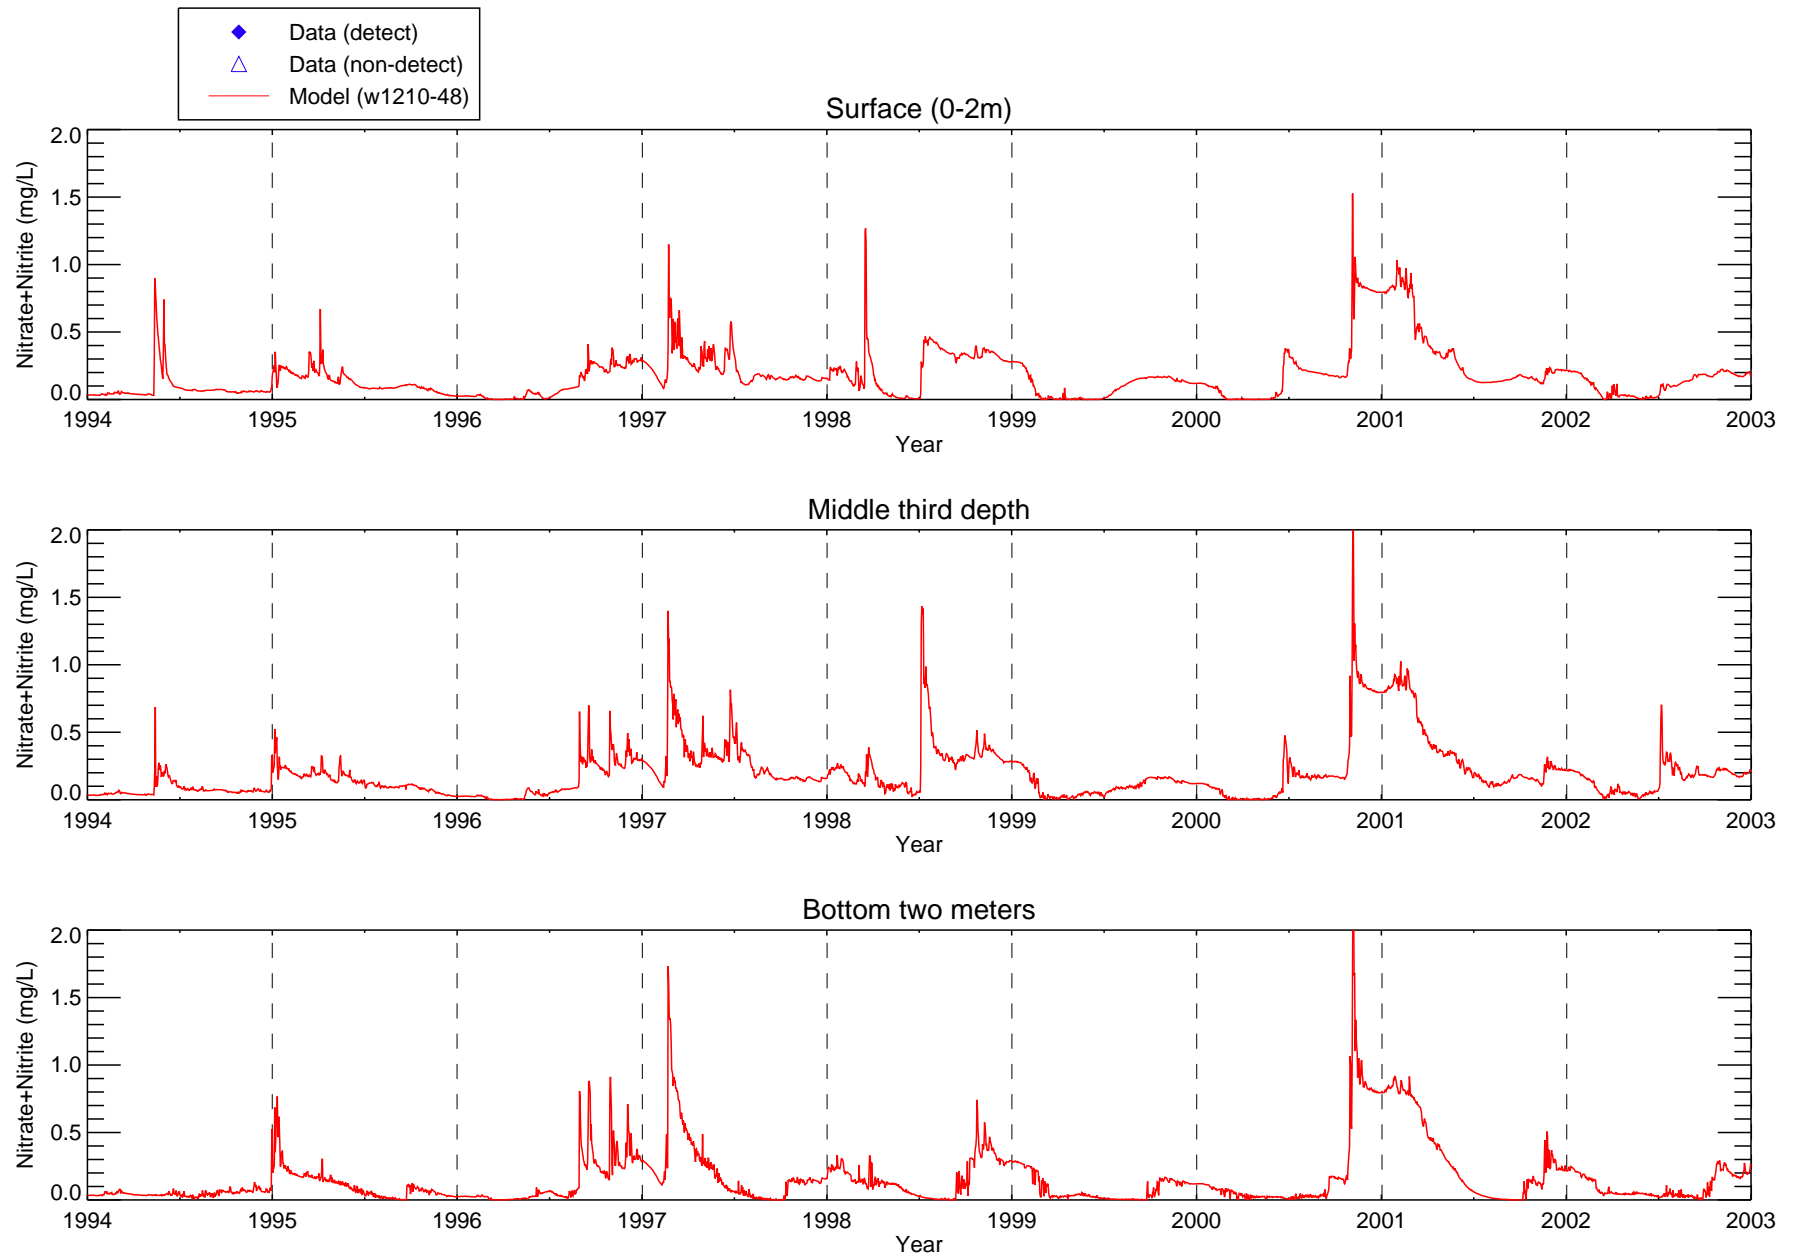 Data (detect)
Data (non-detect)
Model (w1210-48)
Surface (0-2m)
Nitrate+Nitrite (mg/L)
2.0
1.5
1.0
0.5
0.0
1994 1995 1996 1997 1998 1999 2000 2001 2002 2003
Year
Middle third depth
Nitrate+Nitrite (mg/L)
2.0
1.5
1.0
0.5
0.0
1994 1995 1996 1997 1998 1999 2000 2001 2002 2003
Year
Bottom two meters
Nitrate+Nitrite (mg/L)
2.0
1.5
1.0
0.5
0.0
1994 1995 1996 1997 1998 1999 2000 2001 2002 2003
Year